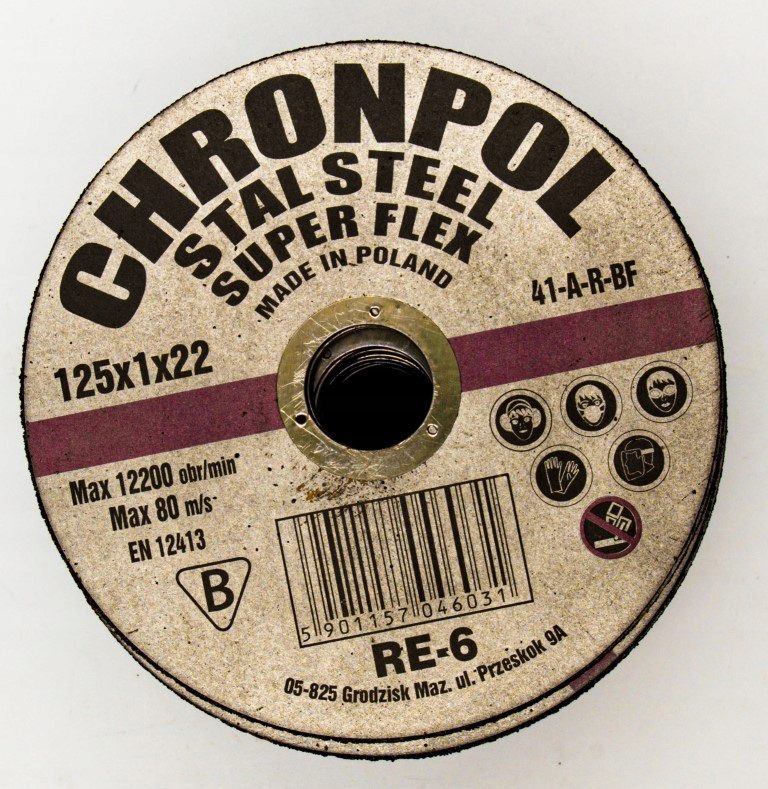 CHRONPOL
STAL STEEL
SUPER FLEX
MADE IN POLAND
41-A-R-BF
125x1x22
Max 12200 obr/min
Max 80 m/s
EN 12413
B
5 901157 046031
RE-6
05-825 Grodzisk Maz. ul. Przeskok 9A